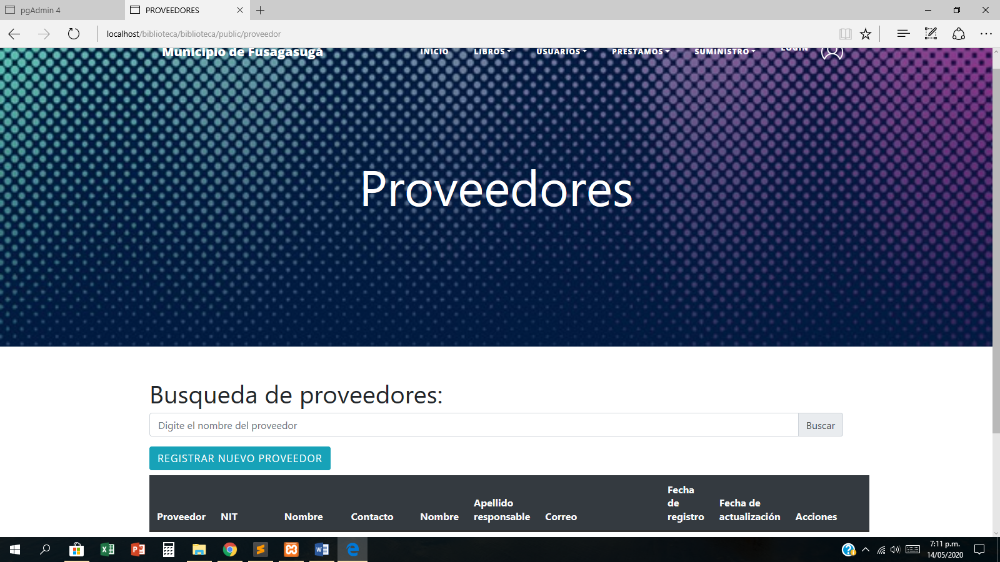 pgAdmin 4
PROVEEDORES
localhost/biblioteca/biblioteca/public/proveedor
Municipio de Fusagasugá
INICIO
LIBROS
USUARIOS
PRESTAMOS
SUMINISTRO
LOGIN
Proveedores
Busqueda de proveedores:
Digite el nombre del proveedor
Buscar
REGISTRAR NUEVO PROVEEDOR
Proveedor
NIT
Nombre
Contacto
Nombre
Apellido
responsable
Correo
Fecha
de
registro
Fecha de
actualización
Acciones
7:11 p.m.
14/05/2020